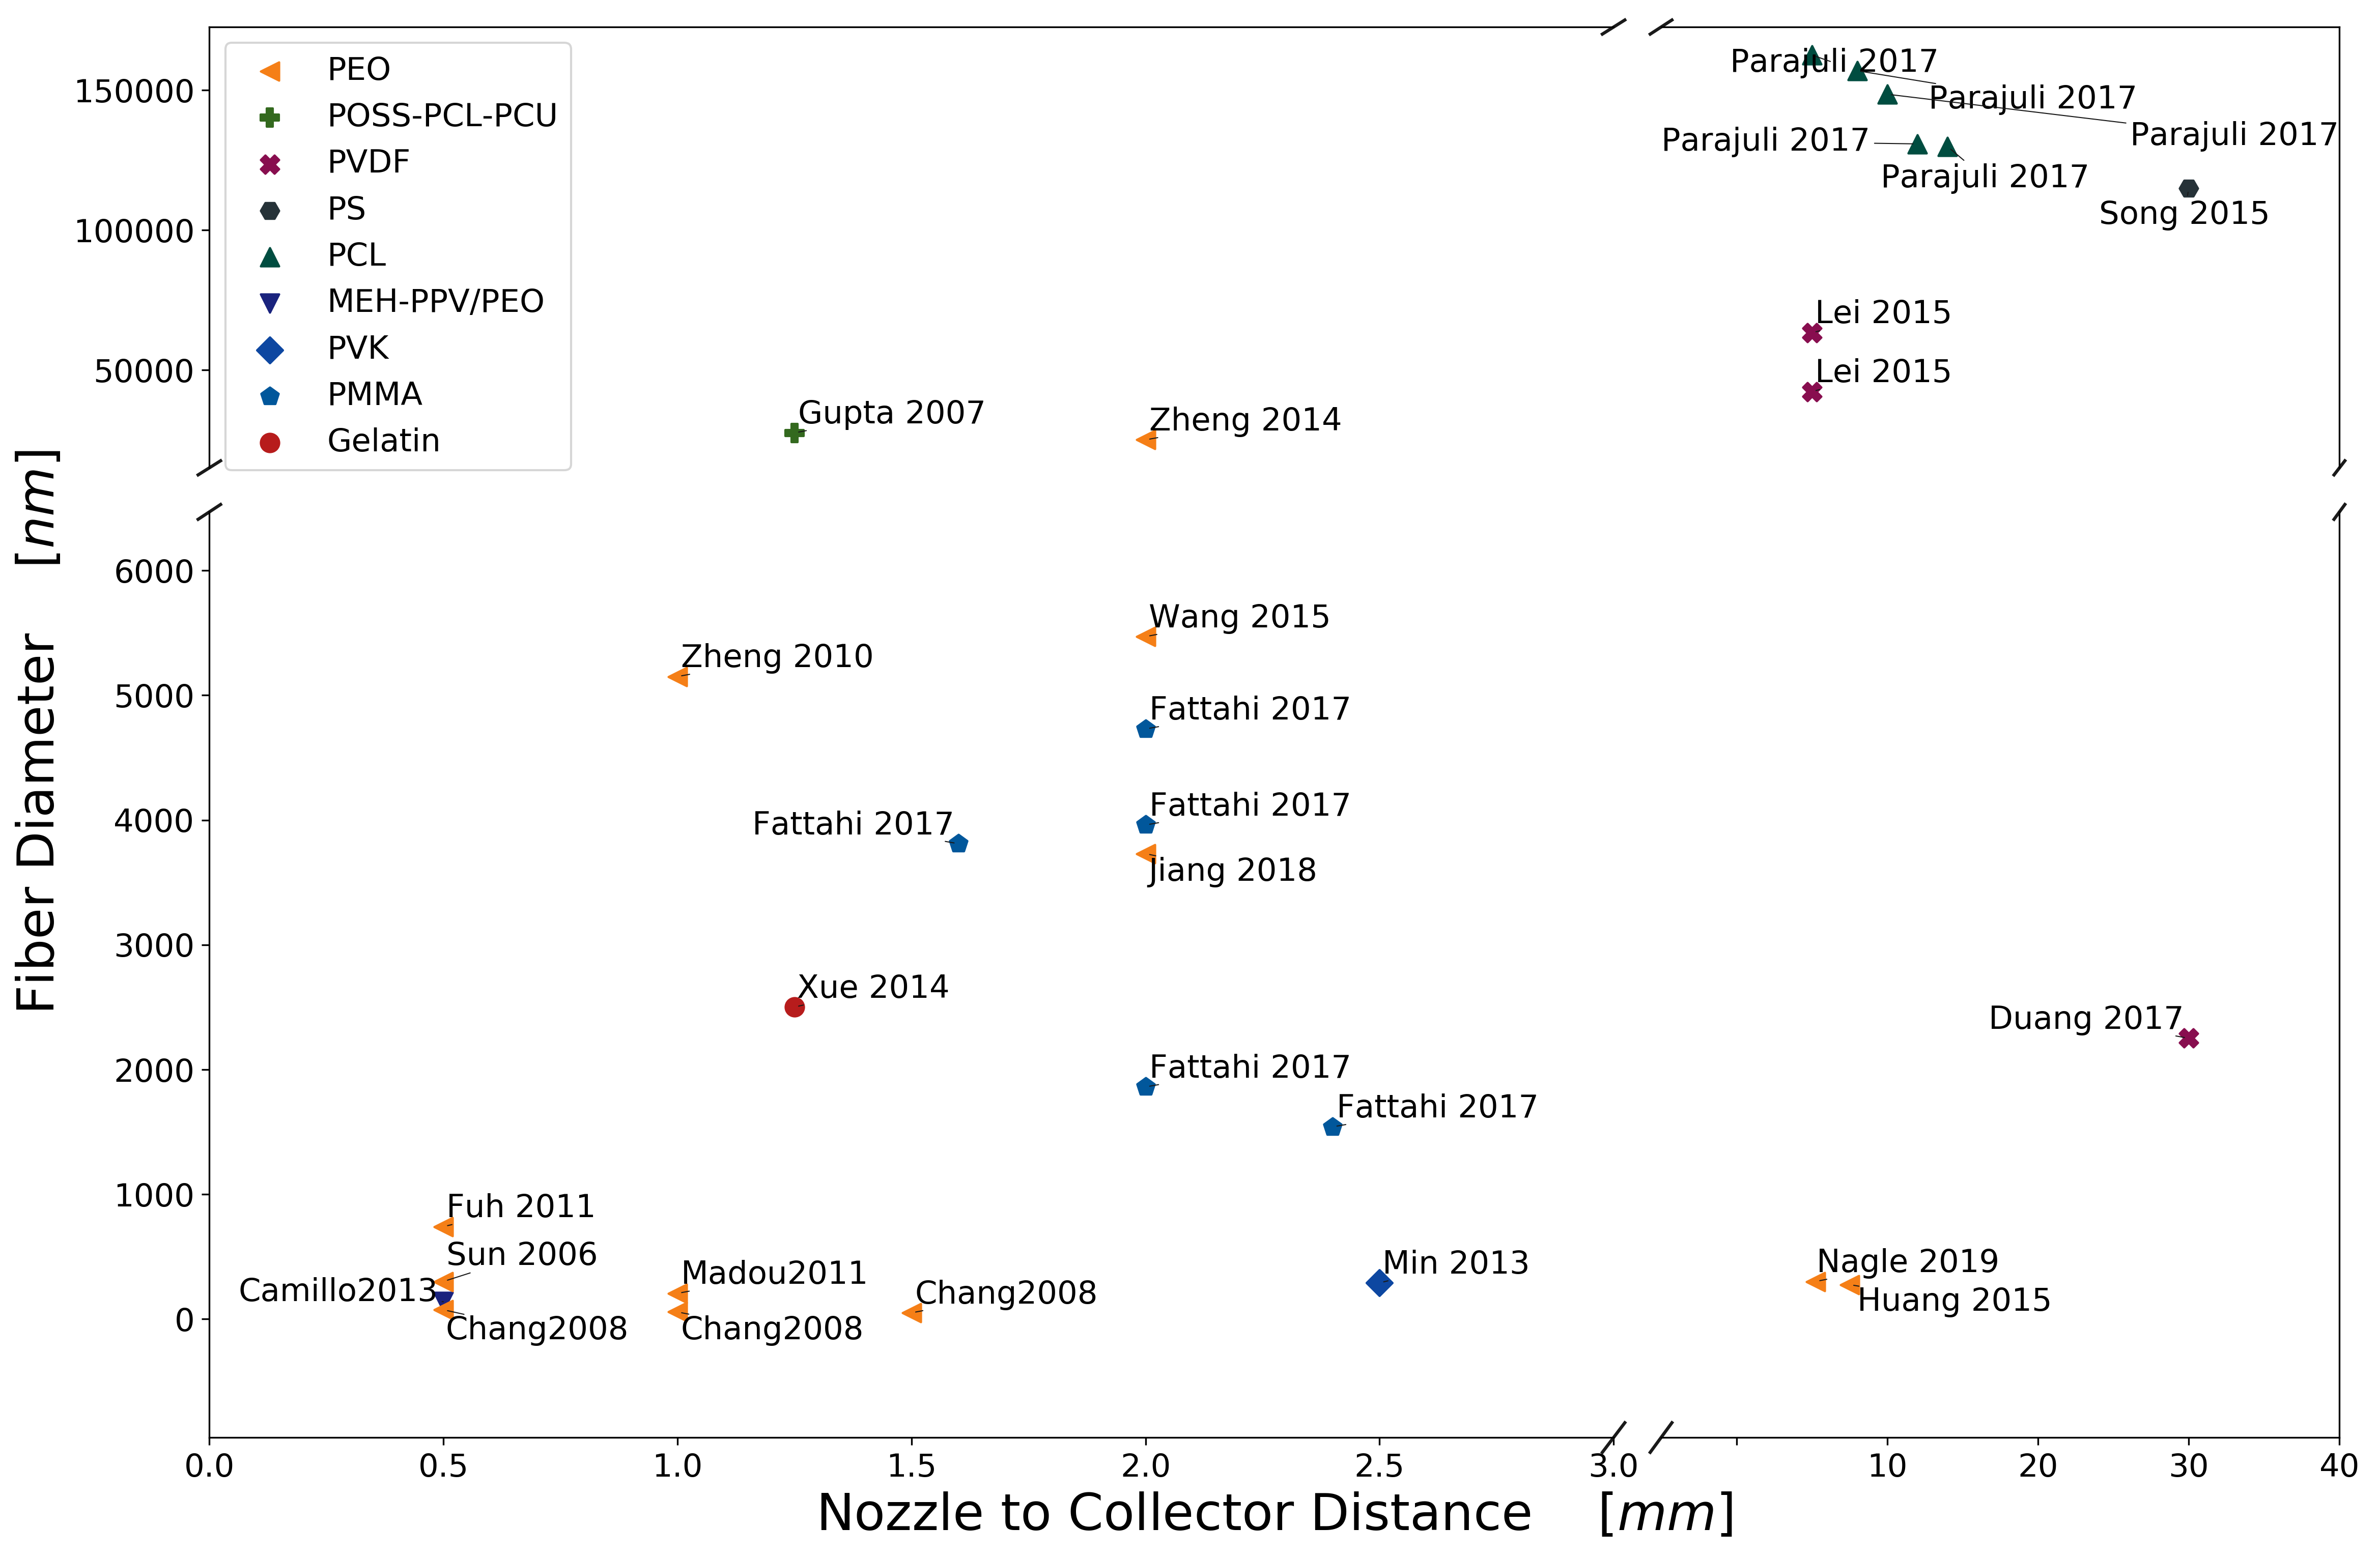 PEO
POSS-PCL-PCU
PVDF
PS
PCL
MEH-PPV/PEO
PVK
PMMA
Gelatin
150000
100000
50000
6000
5000
4000
3000
2000
1000
0
Fiber Diameter [nm]
Parajuli 2017
Parajuli 2017
Parajuli 2017
Parajuli 2017
Parajuli 2017
Song 2015
Lei 2015
Lei 2015
Gupta 2007
Zheng 2014
Wang 2015
Zheng 2010
Fattahi 2017
Fattahi 2017
Fattahi 2017
Jiang 2018
Xue 2014
Duang 2017
Fattahi 2017
Fattahi 2017
Fuh 2011
Sun 2006
Camillo2013
Chang2008
Madou2011
Chang2008
Chang2008
Min 2013
Nagle 2019
Huang 2015
0.0 0.5 1.0 1.5 2.0 2.5 3.0 10 20 30 40
Nozzle to Collector Distance [mm]